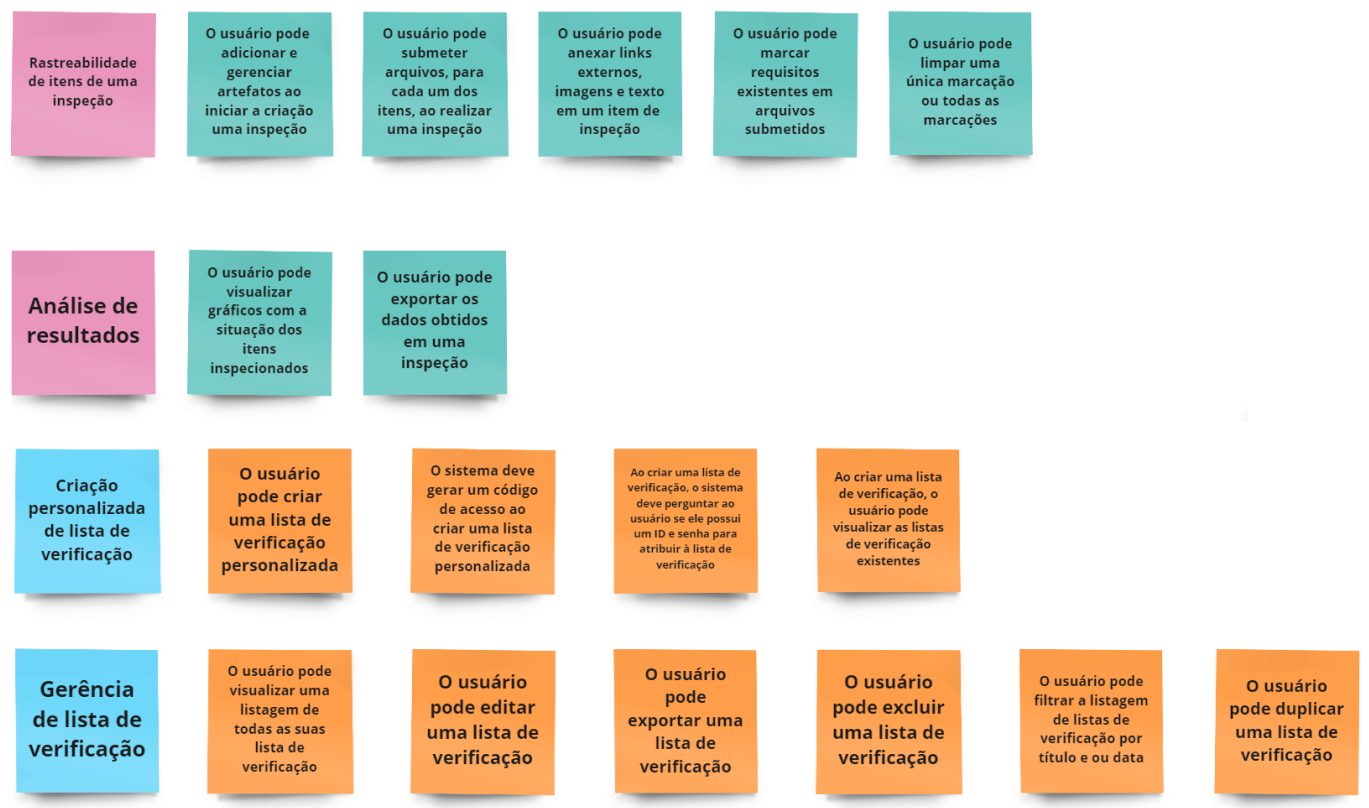 Rastreabilidade
de itens de uma
inspeção
O usuário pode
adicionar e
gerenciar
artefatos ao
iniciar a criação
uma inspeção
O usuário pode
submeter
arquivos, para
cada um dos
itens, ao realizar
uma inspeção
O usuário pode
anexar links
externos,
imagens e texto
em um item de
inspeção
O usuário pode
marcar
requisitos
existentes em
arquivos
submetidos
O usuário pode
limpar uma
única marcação
ou todas as
marcações
Análise de
resultados
O usuário pode
visualizar
gráficos com a
situação dos
itens
inspecionados
O usuário pode
exportar os
dados obtidos
em uma
inspeção
Criação
personalizada
de lista de
verificação
O usuário
pode criar
uma lista de
verificação
personalizada
O sistema deve
gerar um código
de acesso ao
criar uma lista
de verificação
personalizada
Ao criar uma lista de
verificação, o sistema
deve perguntar ao
usuário se ele possui
um ID e senha para
atribuir à lista de
verificação
Ao criar uma lista
de verificação, o
usuário pode
visualizar as listas
de verificação
existentes
Gerência
de lista de
verificação
O usuário pode
visualizar uma
listagem de
todas as suas
lista de
verificação
O usuário
pode editar
uma lista de
verificação
O usuário
pode
exportar uma
lista de
verificação
O usuário
pode excluir
uma lista de
verificação
O usuário pode
filtrar a listagem
de listas de
verificação por
título e ou data
O usuário
pode duplicar
uma lista de
verificação